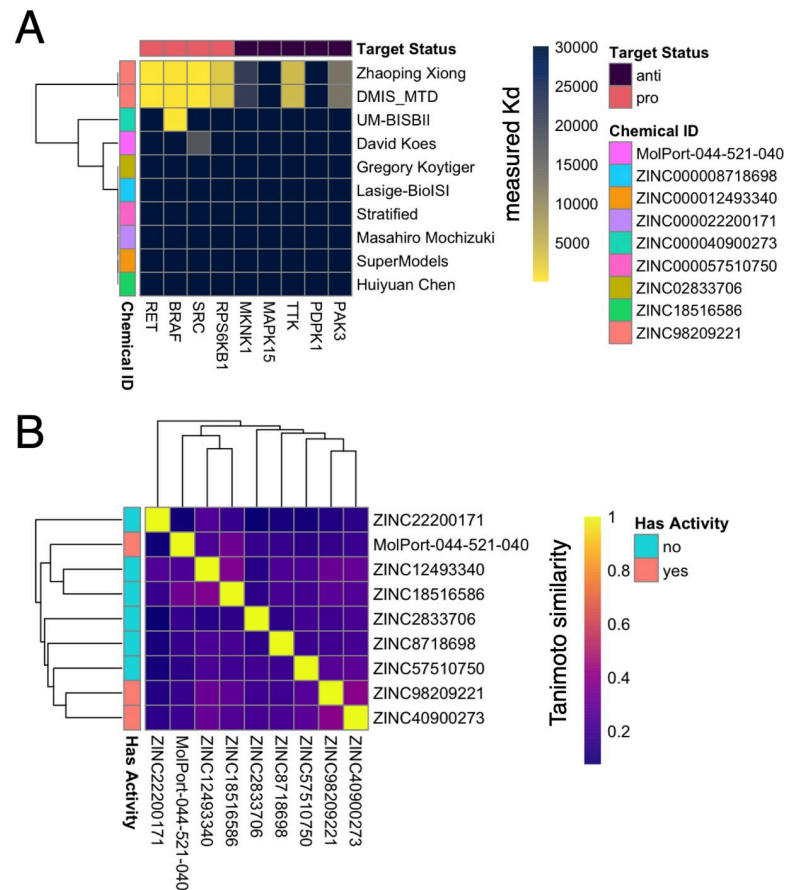 A
Target Status
Zhaoping Xiong
DMIS_MTD
UM-BISBII
David Koes
Gregory Koytiger
Lasige-BioISI
Stratified
Masahiro Mochizuki
SuperModels
Huiyuan Chen
Chemical ID
RET
BRAF
SRC
RPS6KB1
MKNK1
MAPK15
TTK
PDPK1
PAK3
measured Kd
30000
25000
20000
15000
10000
5000
Target Status
anti
pro
Chemical ID
MolPort-044-521-040
ZINC000008718698
ZINC000012493340
ZINC000022200171
ZINC000040900273
ZINC000057510750
ZINC02833706
ZINC18516586
ZINC98209221
B
ZINC22200171
MolPort-044-521-040
ZINC12493340
ZINC18516586
ZINC2833706
ZINC8718698
ZINC57510750
ZINC98209221
ZINC40900273
Has Activity
ZINC22200171
MolPort-044-521-040
ZINC12493340
ZINC18516586
ZINC2833706
ZINC8718698
ZINC57510750
ZINC98209221
ZINC40900273
Tanimoto similarity
1
0.8
0.6
0.4
0.2
Has Activity
no
yes